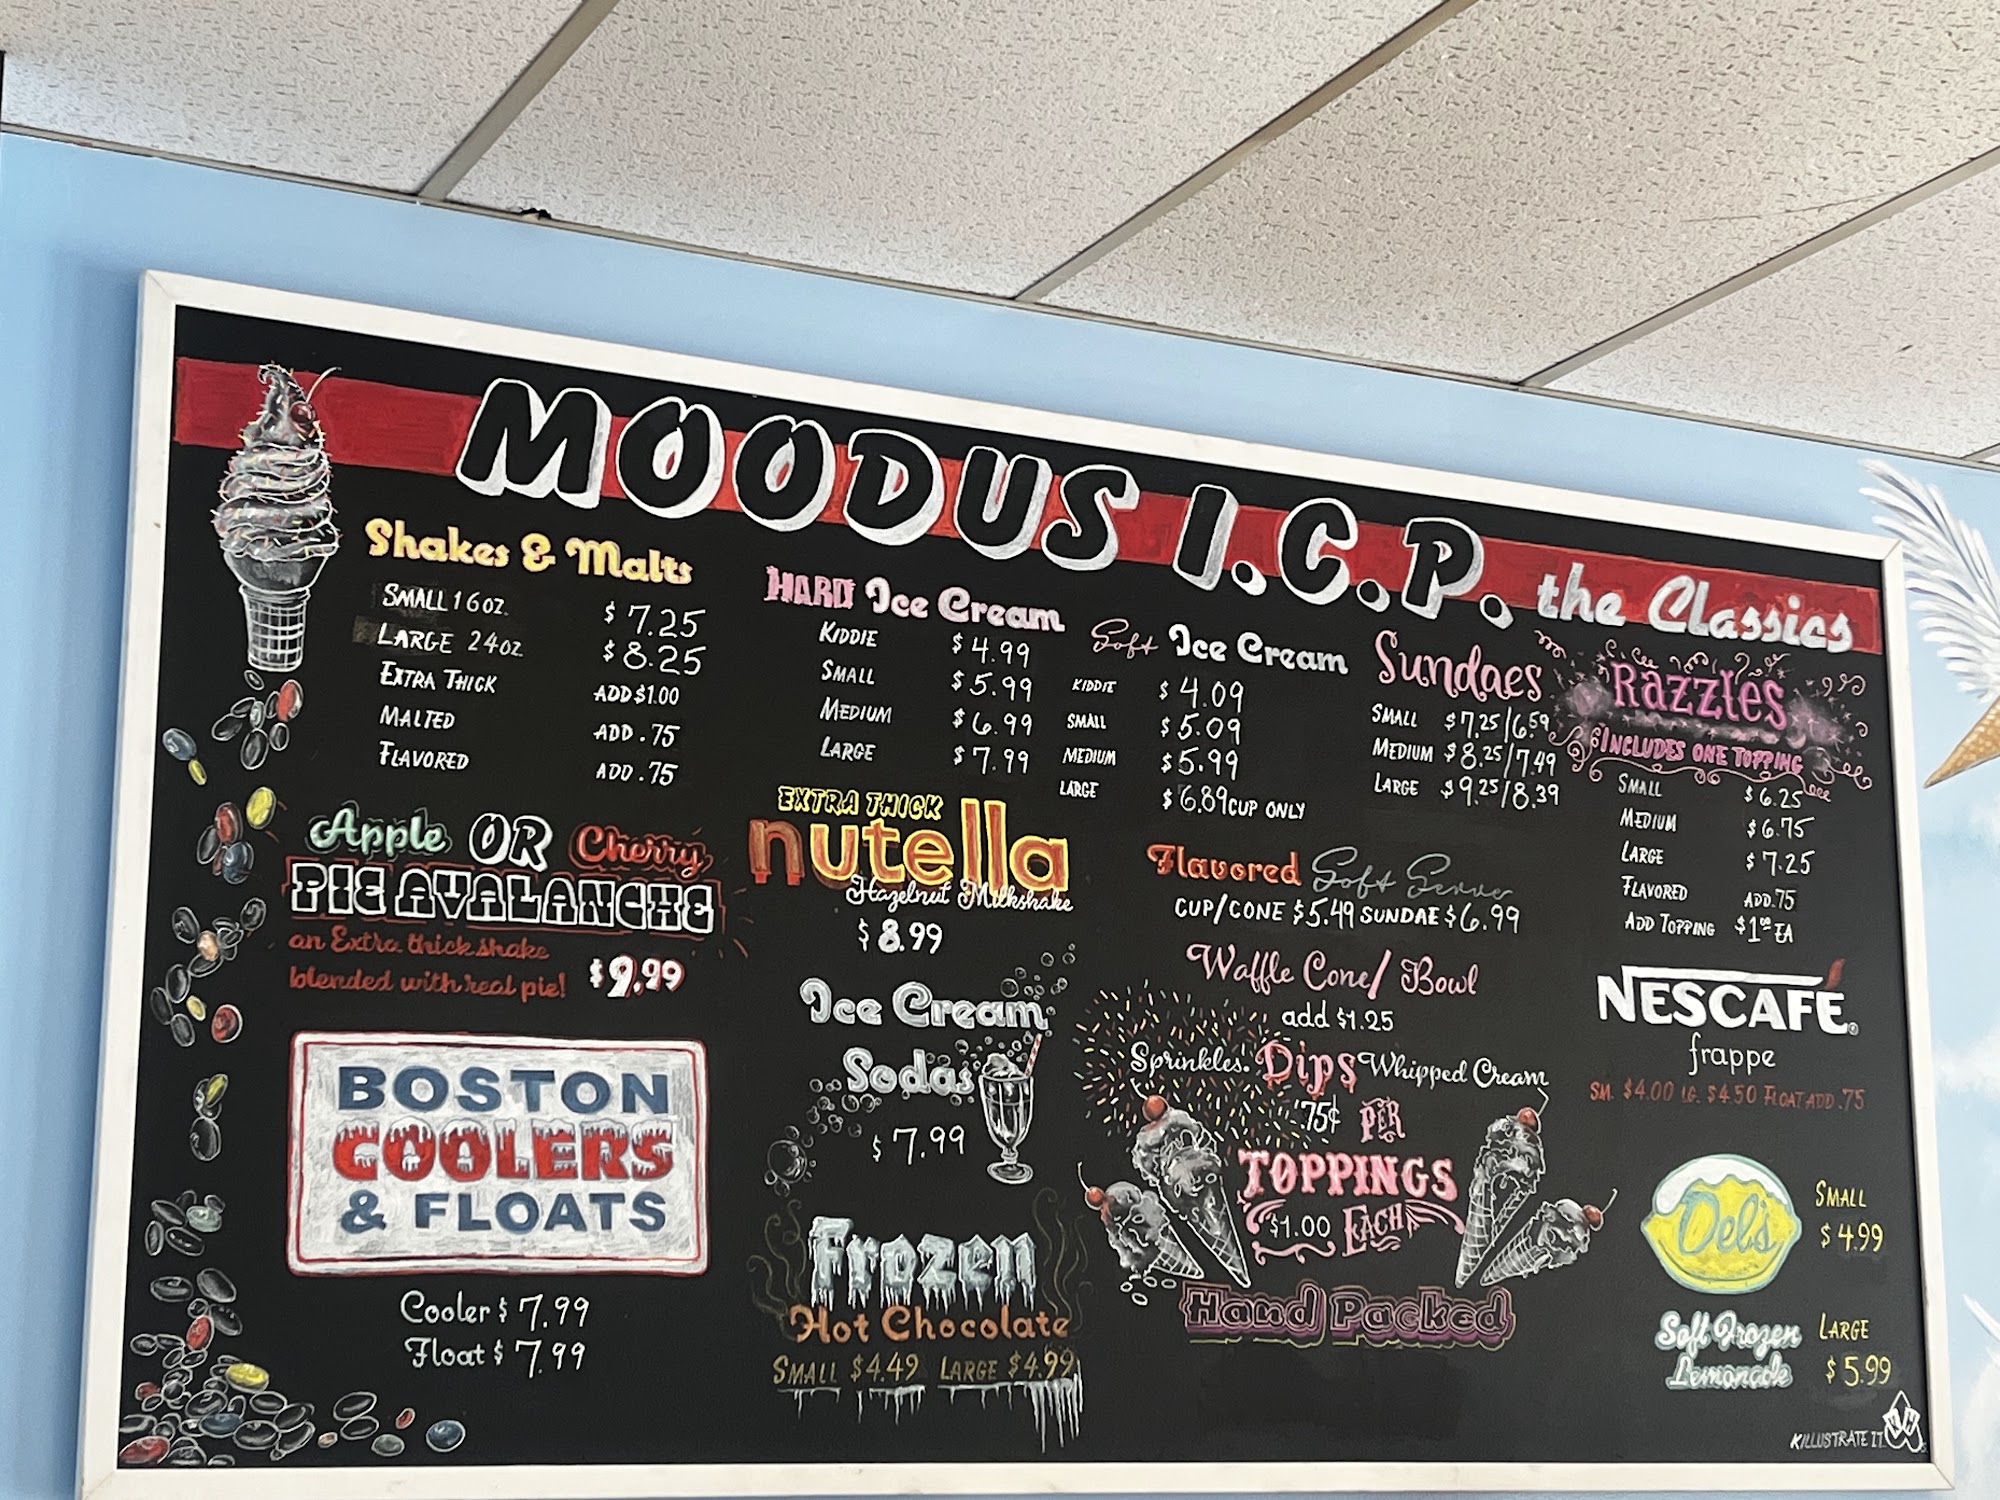 MOODUS I.C.P. the Classics
Shakes & Malts
SMALL 16 OZ. $7.25
LARGE 24 OZ $8.25
EXTRA THICK ADD $1.00
MALTED ADD .75
FLAVORED ADD .75
Apple OR Cherry
PIE AVALANCHE
an Extra thick shake
blended with real pie! $9.99
BOSTON
COOLERS
& FLOATS
Cooler $7.99
Float $7.99
HARD Ice Cream
KIDDIE $4.99
SMALL $5.99
MEDIUM $6.99
LARGE $7.99
EXTRA THICK
nutella
Hazelnut Milkshake
$8.99
Ice Cream
Sodas
$7.99
Frozen
Hot Chocolate
SMALL $4.49 LARGE $4.99
Soft Ice Cream
KIDDIE $4.09
SMALL $5.09
MEDIUM $5.99
LARGE $6.89 CUP ONLY
Sundaes
SMALL $7.25/6.59
MEDIUM $8.25/7.49
LARGE $9.25/8.39
Flavored Soft Serve
CUP/CONE $5.49 SUNDAE $6.99
Waffle Cone/Bowl
add $1.25
Sprinkles. Dips Whipped Cream
.75¢ PER
TOPPINGS
$1.00 EACH
Hand Packed
Razzles
INCLUDES ONE TOPPING
SMALL $6.25
MEDIUM $6.75
LARGE $7.25
FLAVORED ADD .75
ADD TOPPING $1.00 EA
NESCAFÉ®
frappe
SM. $4.00 LG. $4.50 FLOAT ADD .75
Del's
SMALL
$4.99
Soft Frozen
Lemonade
LARGE
$5.99
KILLUSTRATE IT.